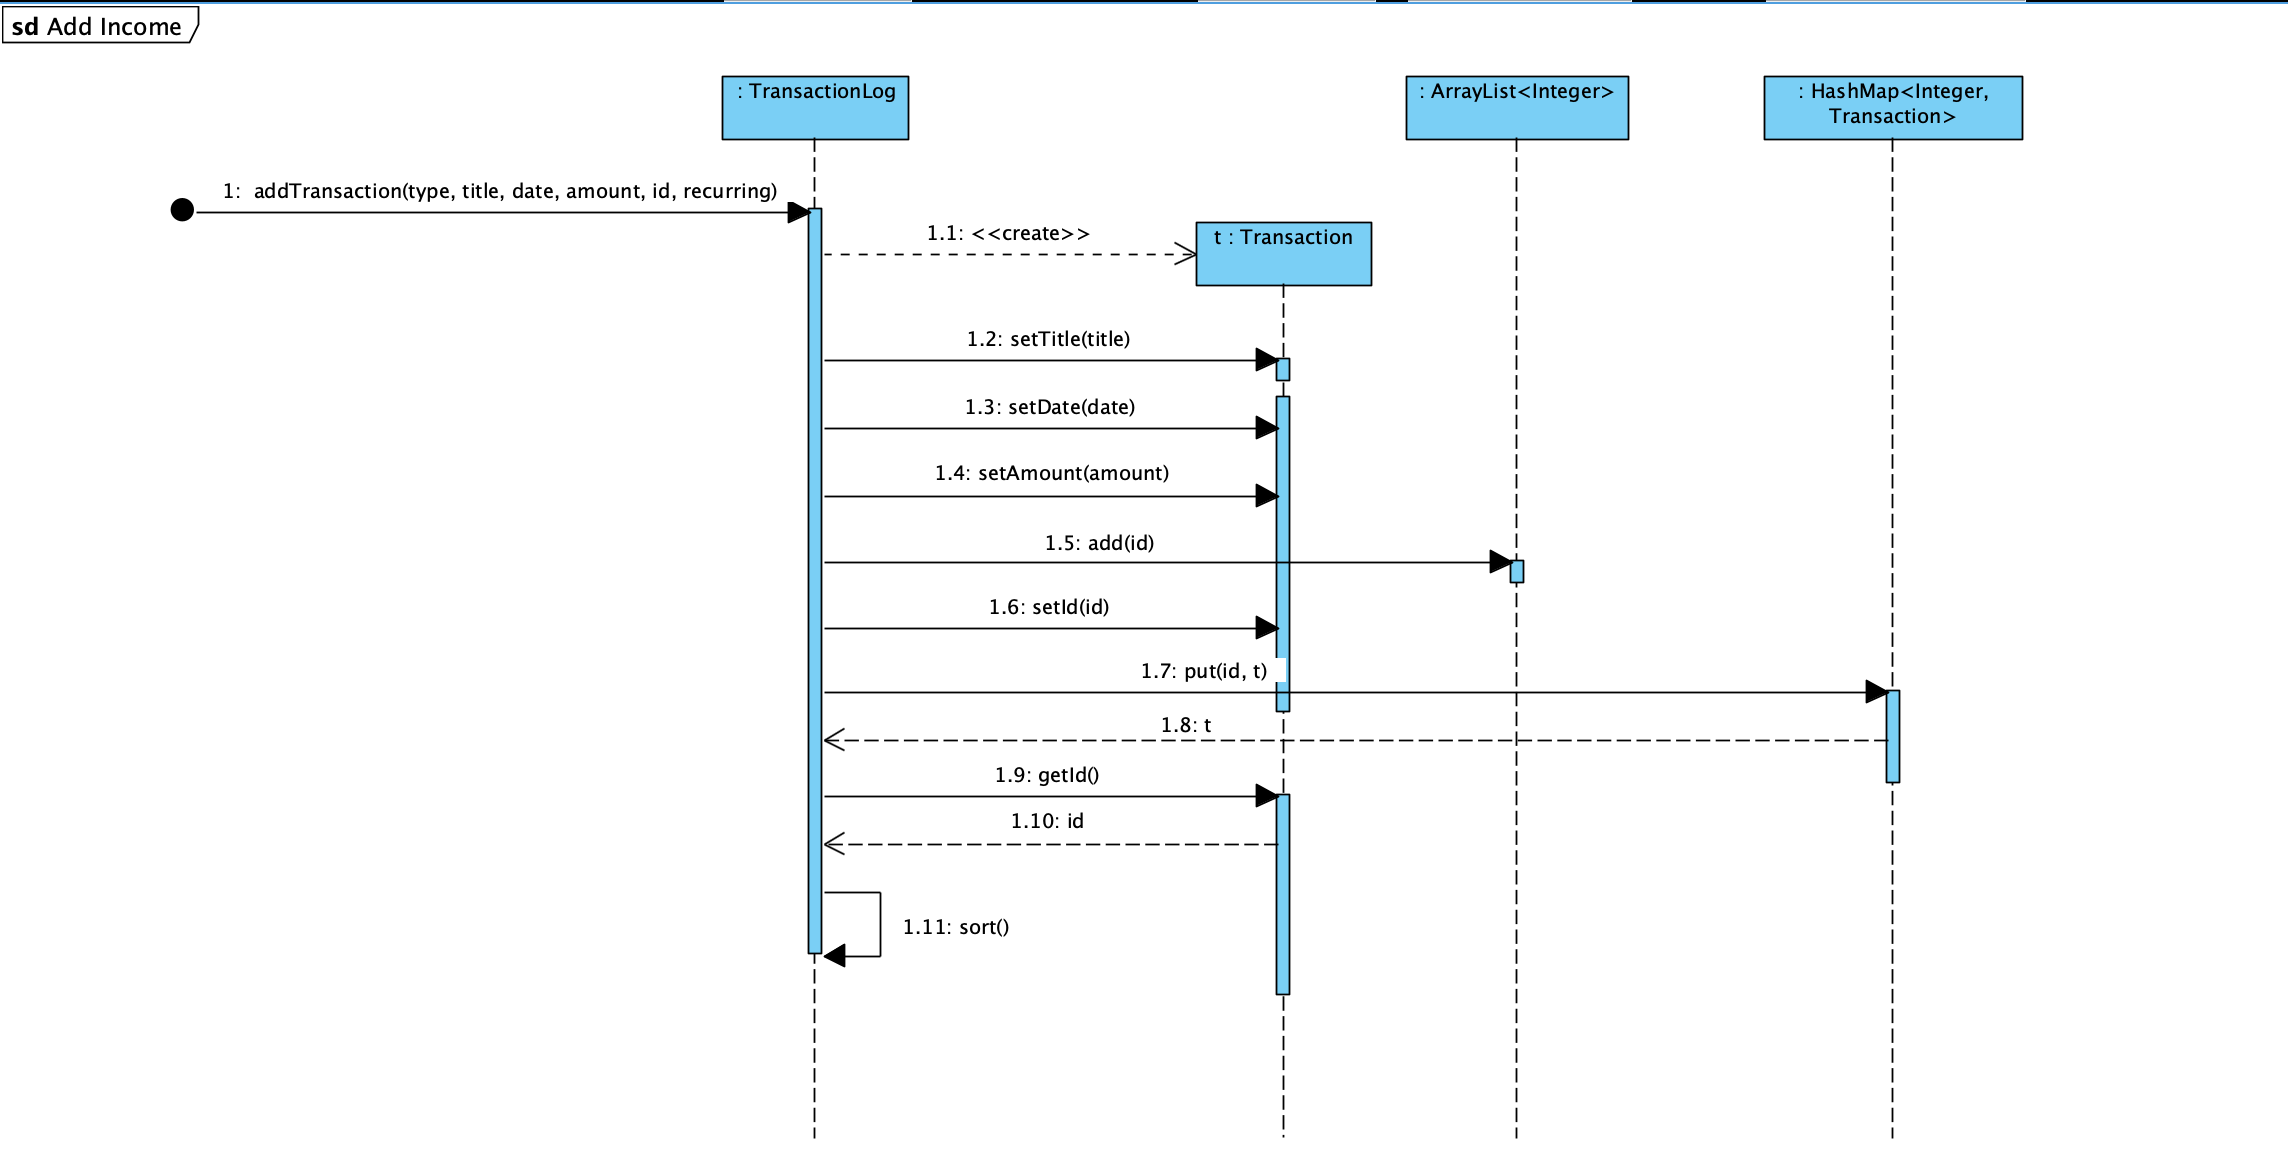 sd Add Income
: TransactionLog
: ArrayList<Integer>
: HashMap<Integer,
Transaction>
1: addTransaction(type, title, date, amount, id, recurring)
1.1: <<create>>
t : Transaction
1.2: setTitle(title)
1.3: setDate(date)
1.4: setAmount(amount)
1.5: add(id)
1.6: setId(id)
1.7: put(id, t)
1.8: t
1.9: getId()
1.10: id
1.11: sort()